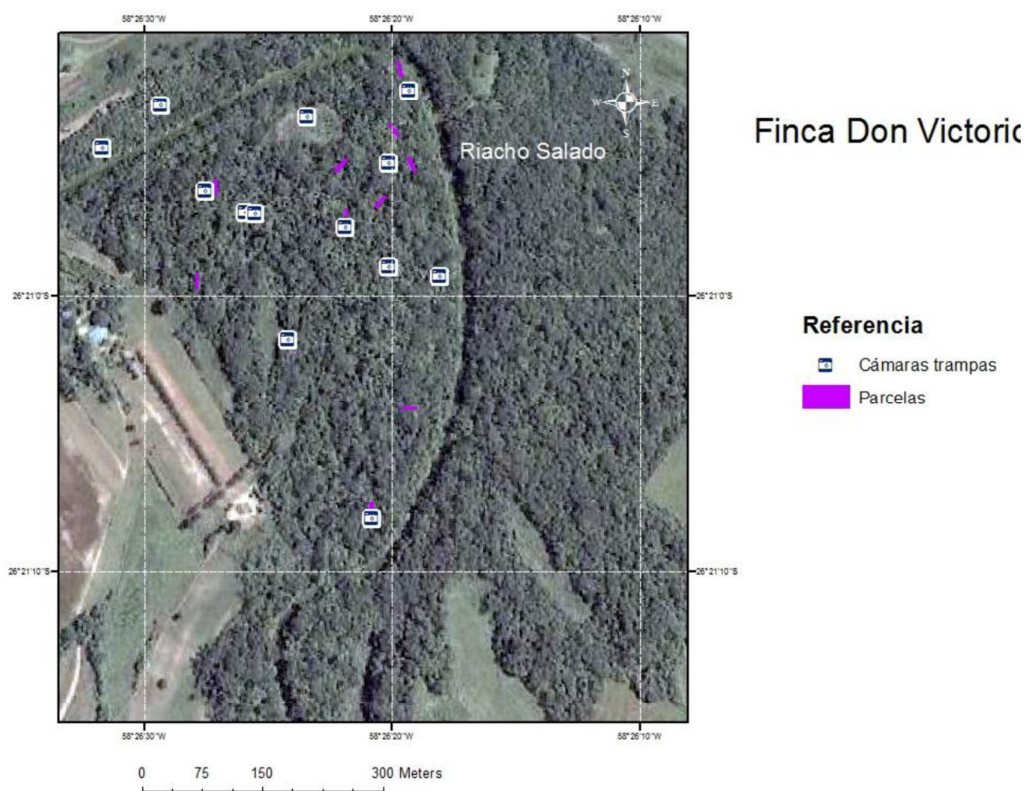 58°26'30"W 58°26'20"W 58°26'10"W
N
W E
S
Finca Don Victorio
Riacho Salado
26°21'0"S 26°21'0"S
Referencia
Cámaras trampas
Parcelas
26°21'10"S 26°21'10"S
58°26'30"W 58°26'20"W 58°26'10"W
0 75 150 300 Meters